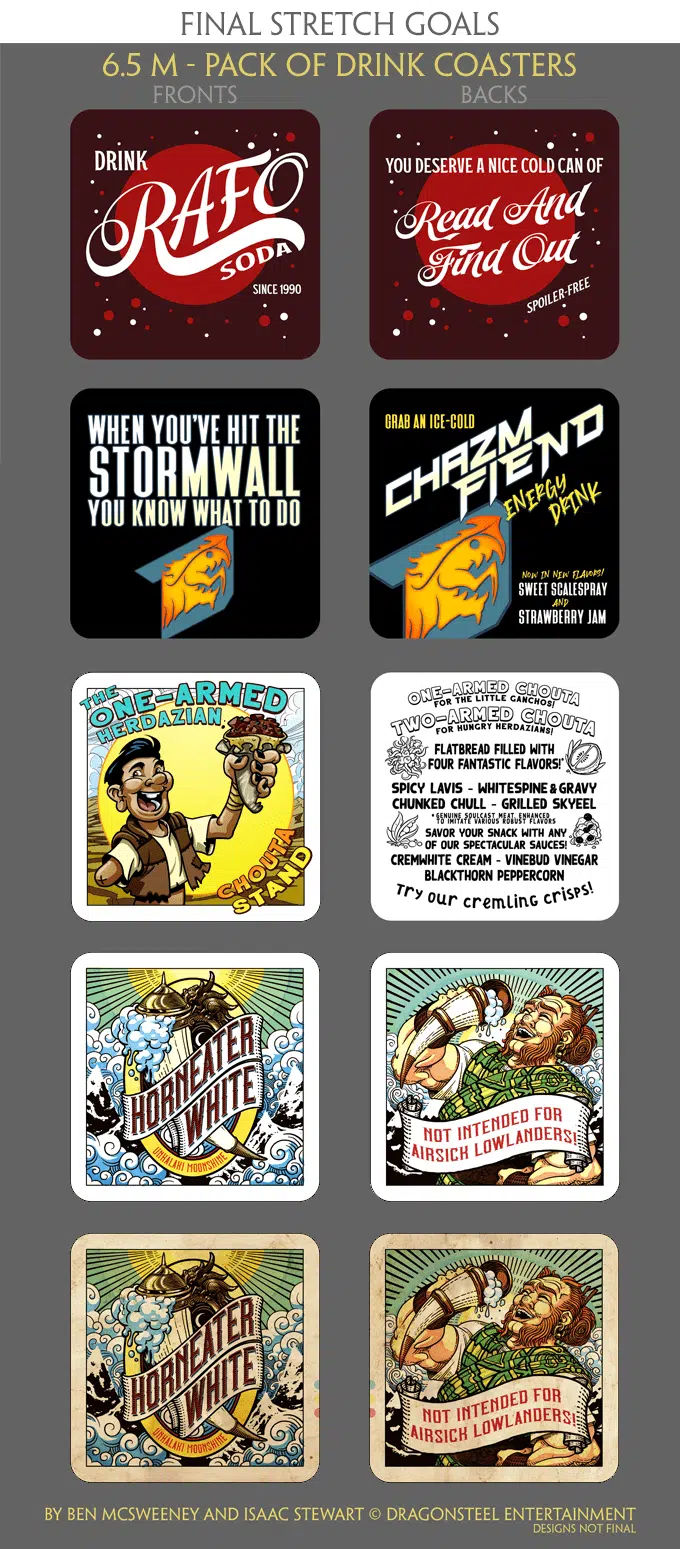 FINAL STRETCH GOALS
6.5 M - PACK OF DRINK COASTERS
FRONTS
BACKS
DRINK
RAFO
SODA
SINCE 1990
YOU DESERVE A NICE COLD CAN OF
Read And
Find Out
SPOILER-FREE
WHEN YOU'VE HIT THE
STORMWALL
YOU KNOW WHAT TO DO
GRAB AN ICE-COLD
CHAZM
FIEND
ENERGY
DRINK
NOW IN NEW FLAVORS!
SWEET SCALESPRAY
AND
STRAWBERRY JAM
THE
ONE-ARMED
HERDAZIAN
CHOUTA
STAND
ONE-ARMED CHOUTA
FOR THE LITTLE GANCHOS!
TWO-ARMED CHOUTA
FOR HUNGRY HERDAZIANS!
FLATBREAD FILLED WITH
FOUR FANTASTIC FLAVORS!*
SPICY LAVIS - WHITESPINE & GRAVY
CHUNKED CHULL - GRILLED SKYEEL
*GENUINE SOULCAST MEAT, ENHANCED
TO IMITATE VARIOUS ROBUST FLAVORS
SAVOR YOUR SNACK WITH ANY
OF OUR SPECTACULAR SAUCES!
CREMWHITE CREAM - VINEBUD VINEGAR
BLACKTHORN PEPPERCORN
Try our cremling crisps!
HORNEATER
WHITE
UNKALAKI MOONSHINE
NOT INTENDED FOR
AIRSICK LOWLANDERS!
HORNEATER
WHITE
UNKALAKI MOONSHINE
NOT INTENDED FOR
AIRSICK LOWLANDERS!
BY BEN MCSWEENEY AND ISAAC STEWART © DRAGONSTEEL ENTERTAINMENT
DESIGNS NOT FINAL